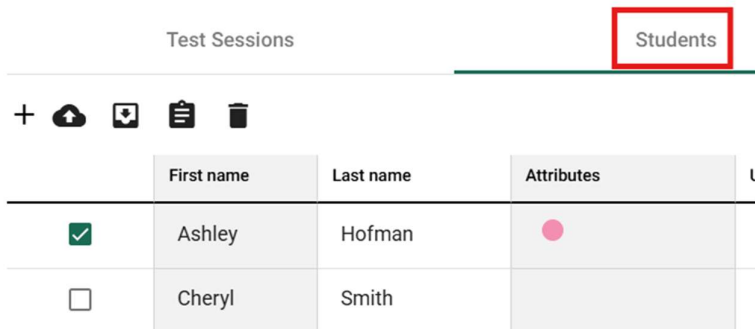 Test Sessions Students
First name Last name Attributes
Ashley Hofman
Cheryl Smith